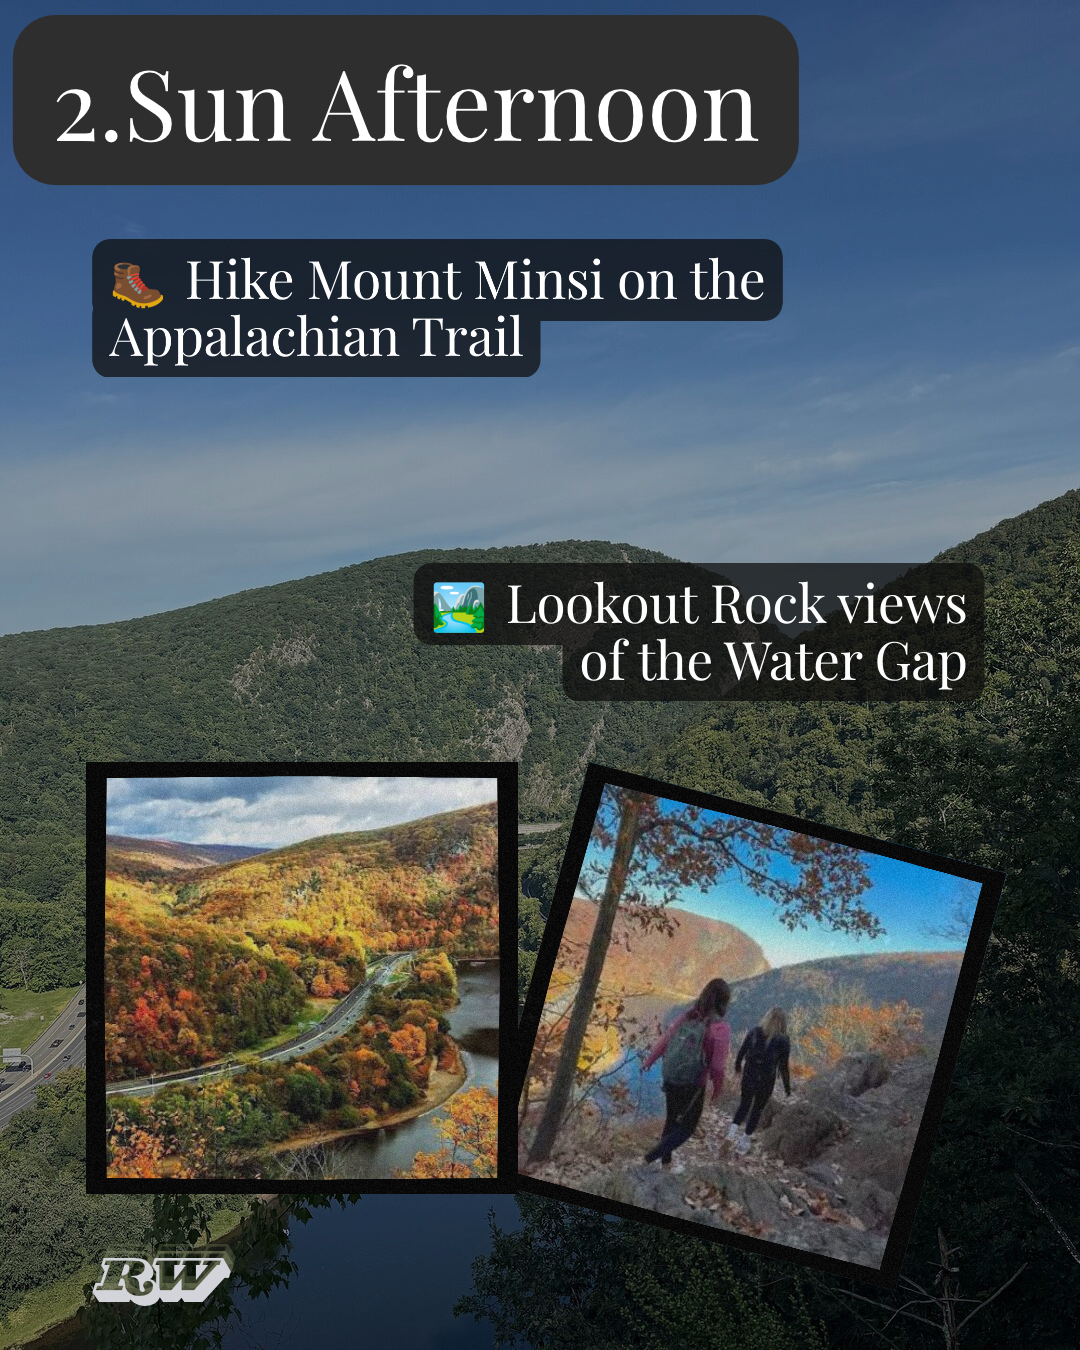 2.Sun Afternoon
🥾 Hike Mount Minsi on the
Appalachian Trail
🏞️ Lookout Rock views
of the Water Gap
RW